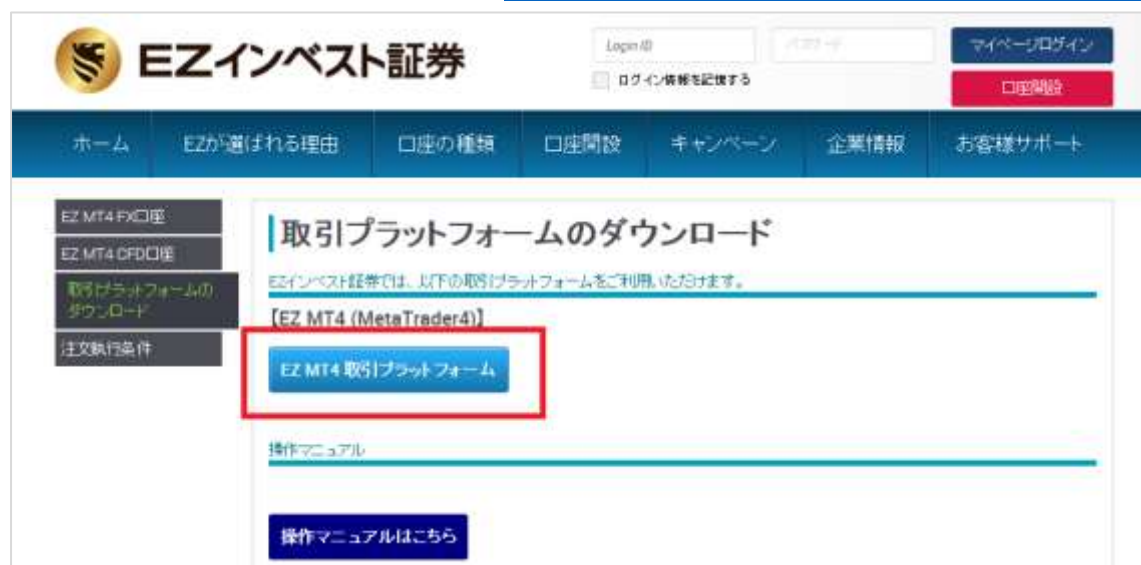 EZインベスト証券
Login ID
パスワード
マイページログイン
ログイン情報を記憶する
口座開設
ホーム
EZが選ばれる理由
口座の種類
口座開設
キャンペーン
企業情報
お客様サポート
EZ MT4 FX口座
EZ MT4 CFD口座
取引プラットフォームの
ダウンロード
注文執行条件
取引プラットフォームのダウンロード
EZインベスト証券では、以下の取引プラットフォームをご利用いただけます。
【EZ MT4 (MetaTrader4)】
EZ MT4 取引プラットフォーム
操作マニュアル
操作マニュアルはこちら